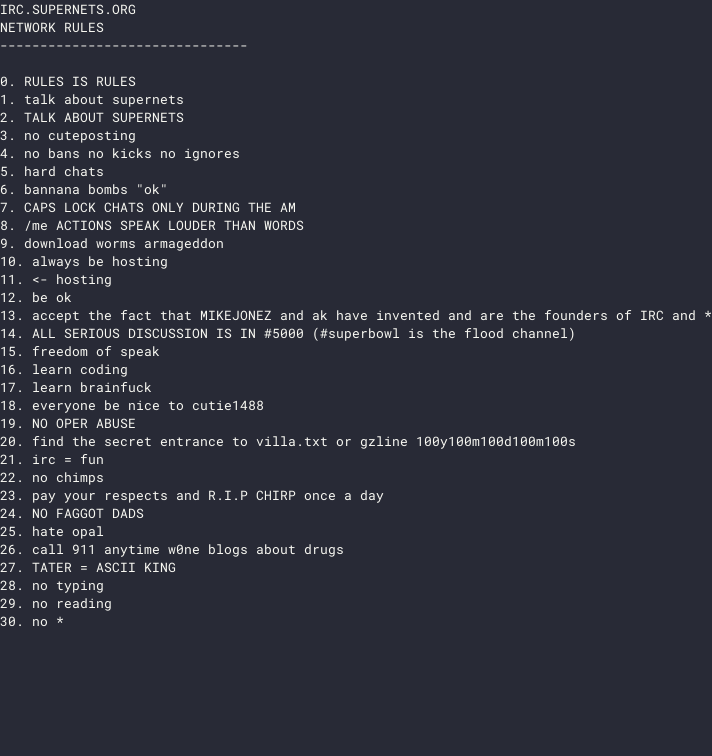 IRC.SUPERNETS.ORG
NETWORK RULES
-------------------------------
0. RULES IS RULES
1. talk about supernets
2. TALK ABOUT SUPERNETS
3. no cuteposting
4. no bans no kicks no ignores
5. hard chats
6. bannana bombs "ok"
7. CAPS LOCK CHATS ONLY DURING THE AM
8. /me ACTIONS SPEAK LOUDER THAN WORDS
9. download worms armageddon
10. always be hosting
11. <- hosting
12. be ok
13. accept the fact that MIKEJONEZ and ak have invented and are the founders of IRC and *
14. ALL SERIOUS DISCUSSION IS IN #5000 (#superbowl is the flood channel)
15. freedom of speak
16. learn coding
17. learn brainfuck
18. everyone be nice to cutie1488
19. NO OPER ABUSE
20. find the secret entrance to villa.txt or gzline 100y100m100d100m100s
21. irc = fun
22. no chimps
23. pay your respects and R.I.P CHIRP once a day
24. NO FAGGOT DADS
25. hate opal
26. call 911 anytime w0ne blogs about drugs
27. TATER = ASCII KING
28. no typing
29. no reading
30. no *